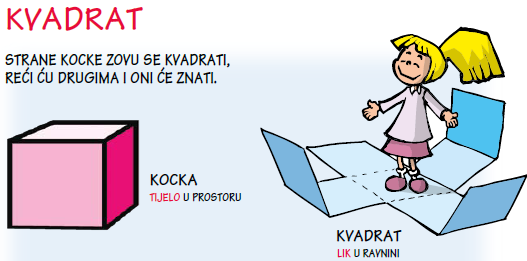 KVADRAT
STRANE KOCKE ZOVU SE KVADRATI,
REĆI ĆU DRUGIMA I ONI ĆE ZNATI.
KOCKA
TIJELO U PROSTORU
KVADRAT
LIK U RAVNINI